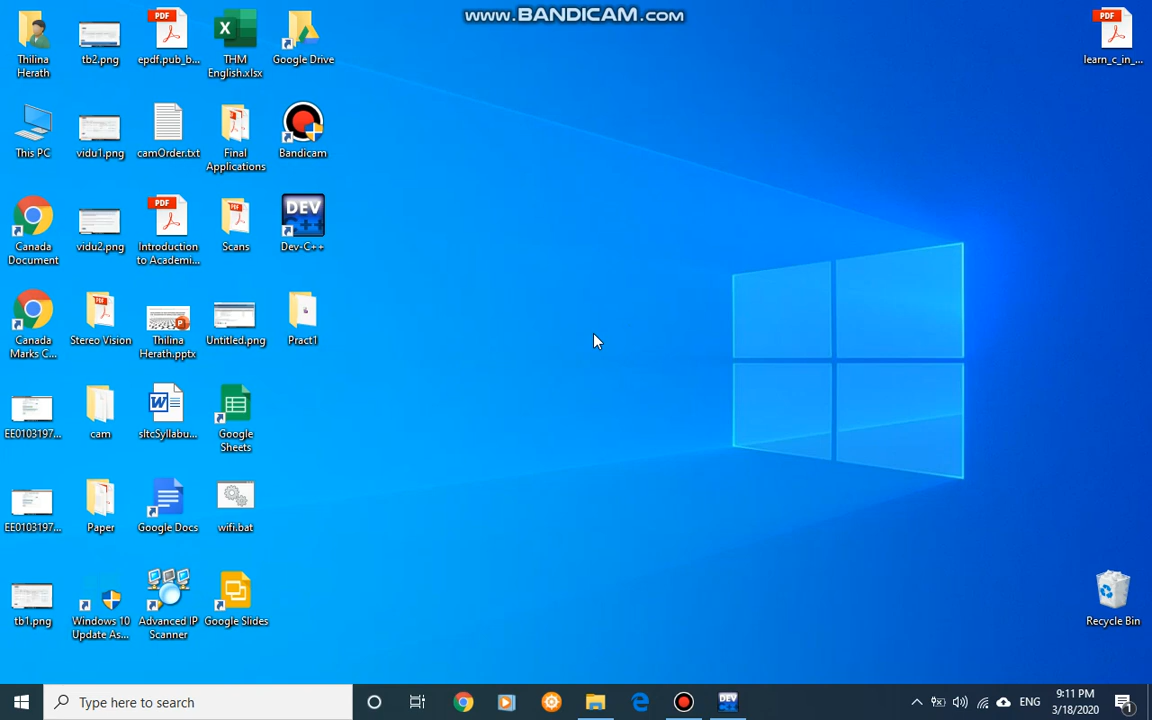 www.BANDICAM.com
Thilina
Herath
tb2.png
epdf.pub_b...
THM
English.xlsx
Google Drive
learn_c_in_...
This PC
vidu1.png
camOrder.txt
Final
Applications
Bandicam
Canada
Document
vidu2.png
Introduction
to Academi...
Scans
DEV
C++
Dev-C++
Canada
Marks C...
Stereo Vision
Thilina
Herath.pptx
Untitled.png
Pract1
EE0103197...
cam
sltcSyllabu...
Google
Sheets
EE0103197...
Paper
Google Docs
wifi.bat
tb1.png
Windows 10
Update As...
Advanced IP
Scanner
Google Slides
Recycle Bin
Type here to search
ENG
9:11 PM
3/18/2020